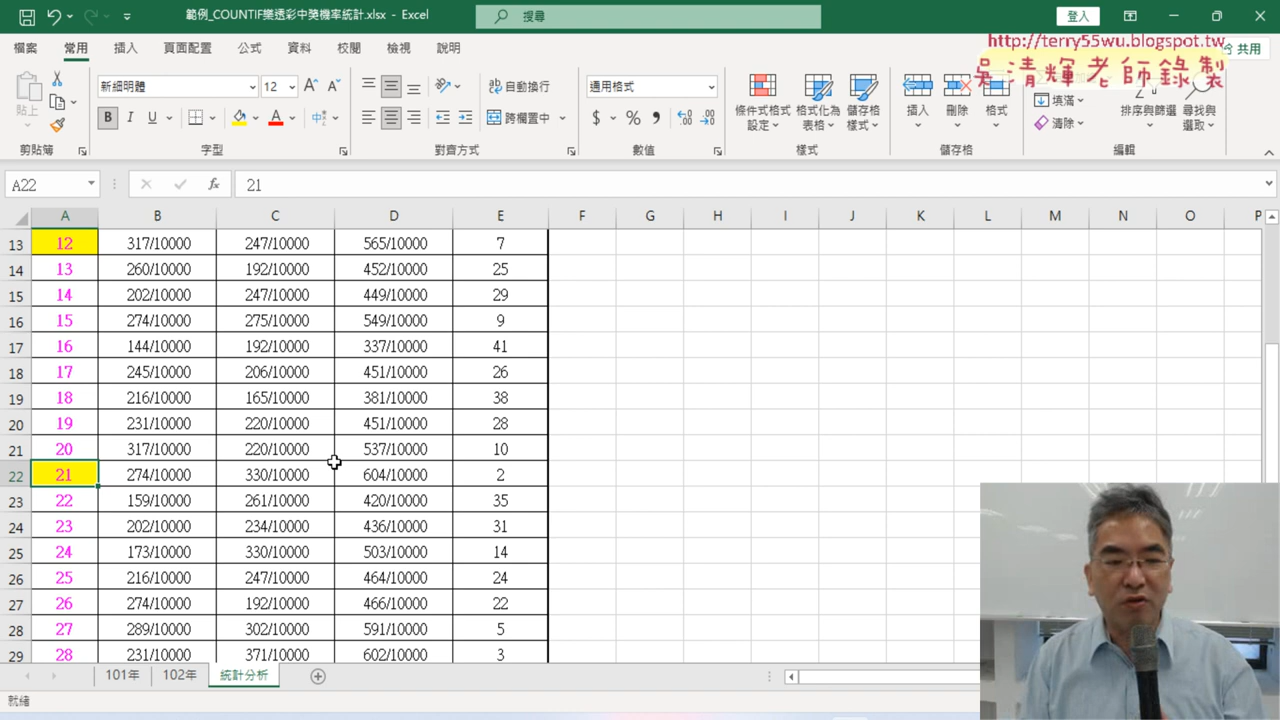 範例_COUNTIF樂透彩中獎機率統計.xlsx - Excel
搜尋
登入
檔案 常用 插入 頁面配置 公式 資料 校閱 檢視 說明
共用
http://terry55wu.blogspot.tw
吳清輝老師錄製
貼上
新細明體 12
自動換行
通用格式
條件式格式設定 格式化為表格 儲存格樣式
插入 刪除 格式
填滿
清除
排序與篩選 尋找與選取
B I U
跨欄置中
$ %
剪貼簿 字型 對齊方式 數值 樣式 儲存格 編輯
A22 fx 21
A B C D E F G H I J K L M N O P
13 12 317/10000 247/10000 565/10000 7
14 13 260/10000 192/10000 452/10000 25
15 14 202/10000 247/10000 449/10000 29
16 15 274/10000 275/10000 549/10000 9
17 16 144/10000 192/10000 337/10000 41
18 17 245/10000 206/10000 451/10000 26
19 18 216/10000 165/10000 381/10000 38
20 19 231/10000 220/10000 451/10000 28
21 20 317/10000 220/10000 537/10000 10
22 21 274/10000 330/10000 604/10000 2
23 22 159/10000 261/10000 420/10000 35
24 23 202/10000 234/10000 436/10000 31
25 24 173/10000 330/10000 503/10000 14
26 25 216/10000 247/10000 464/10000 24
27 26 274/10000 192/10000 466/10000 22
28 27 289/10000 302/10000 591/10000 5
29 28 231/10000 371/10000 602/10000 3
101年 102年 統計分析
就緒